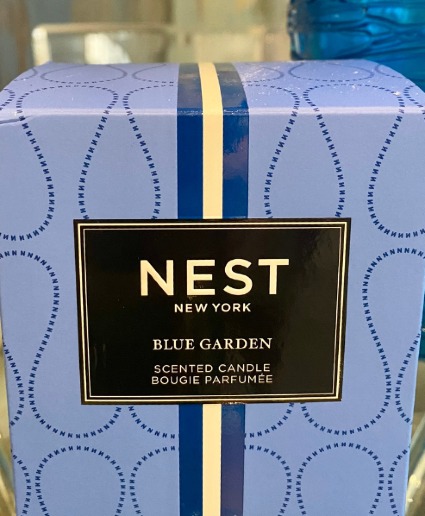 NEST
NEW YORK
BLUE GARDEN
SCENTED CANDLE
BOUGIE PARFUMÉE